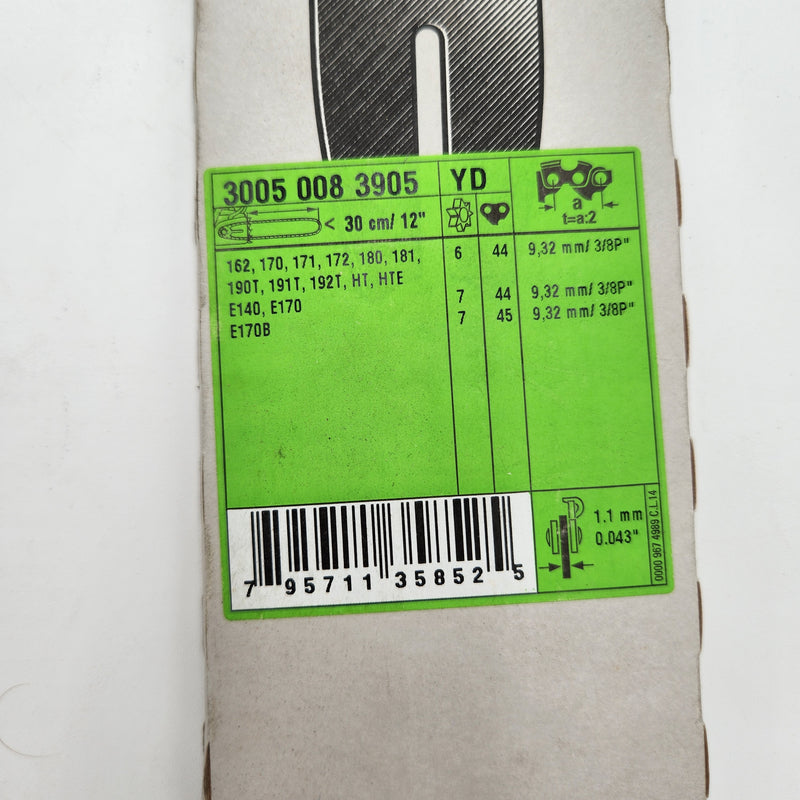 3005 008 3905 YD
a
t=a:2
< 30 cm/ 12"
162, 170, 171, 172, 180, 181, 6 44 9,32 mm/ 3/8P"
190T, 191T, 192T, HT, HTE
E140, E170 7 44 9,32 mm/ 3/8P"
E170B 7 45 9,32 mm/ 3/8P"
1.1 mm
0.043"
0000 967 4989 C.L.14
7 95711 35852 5